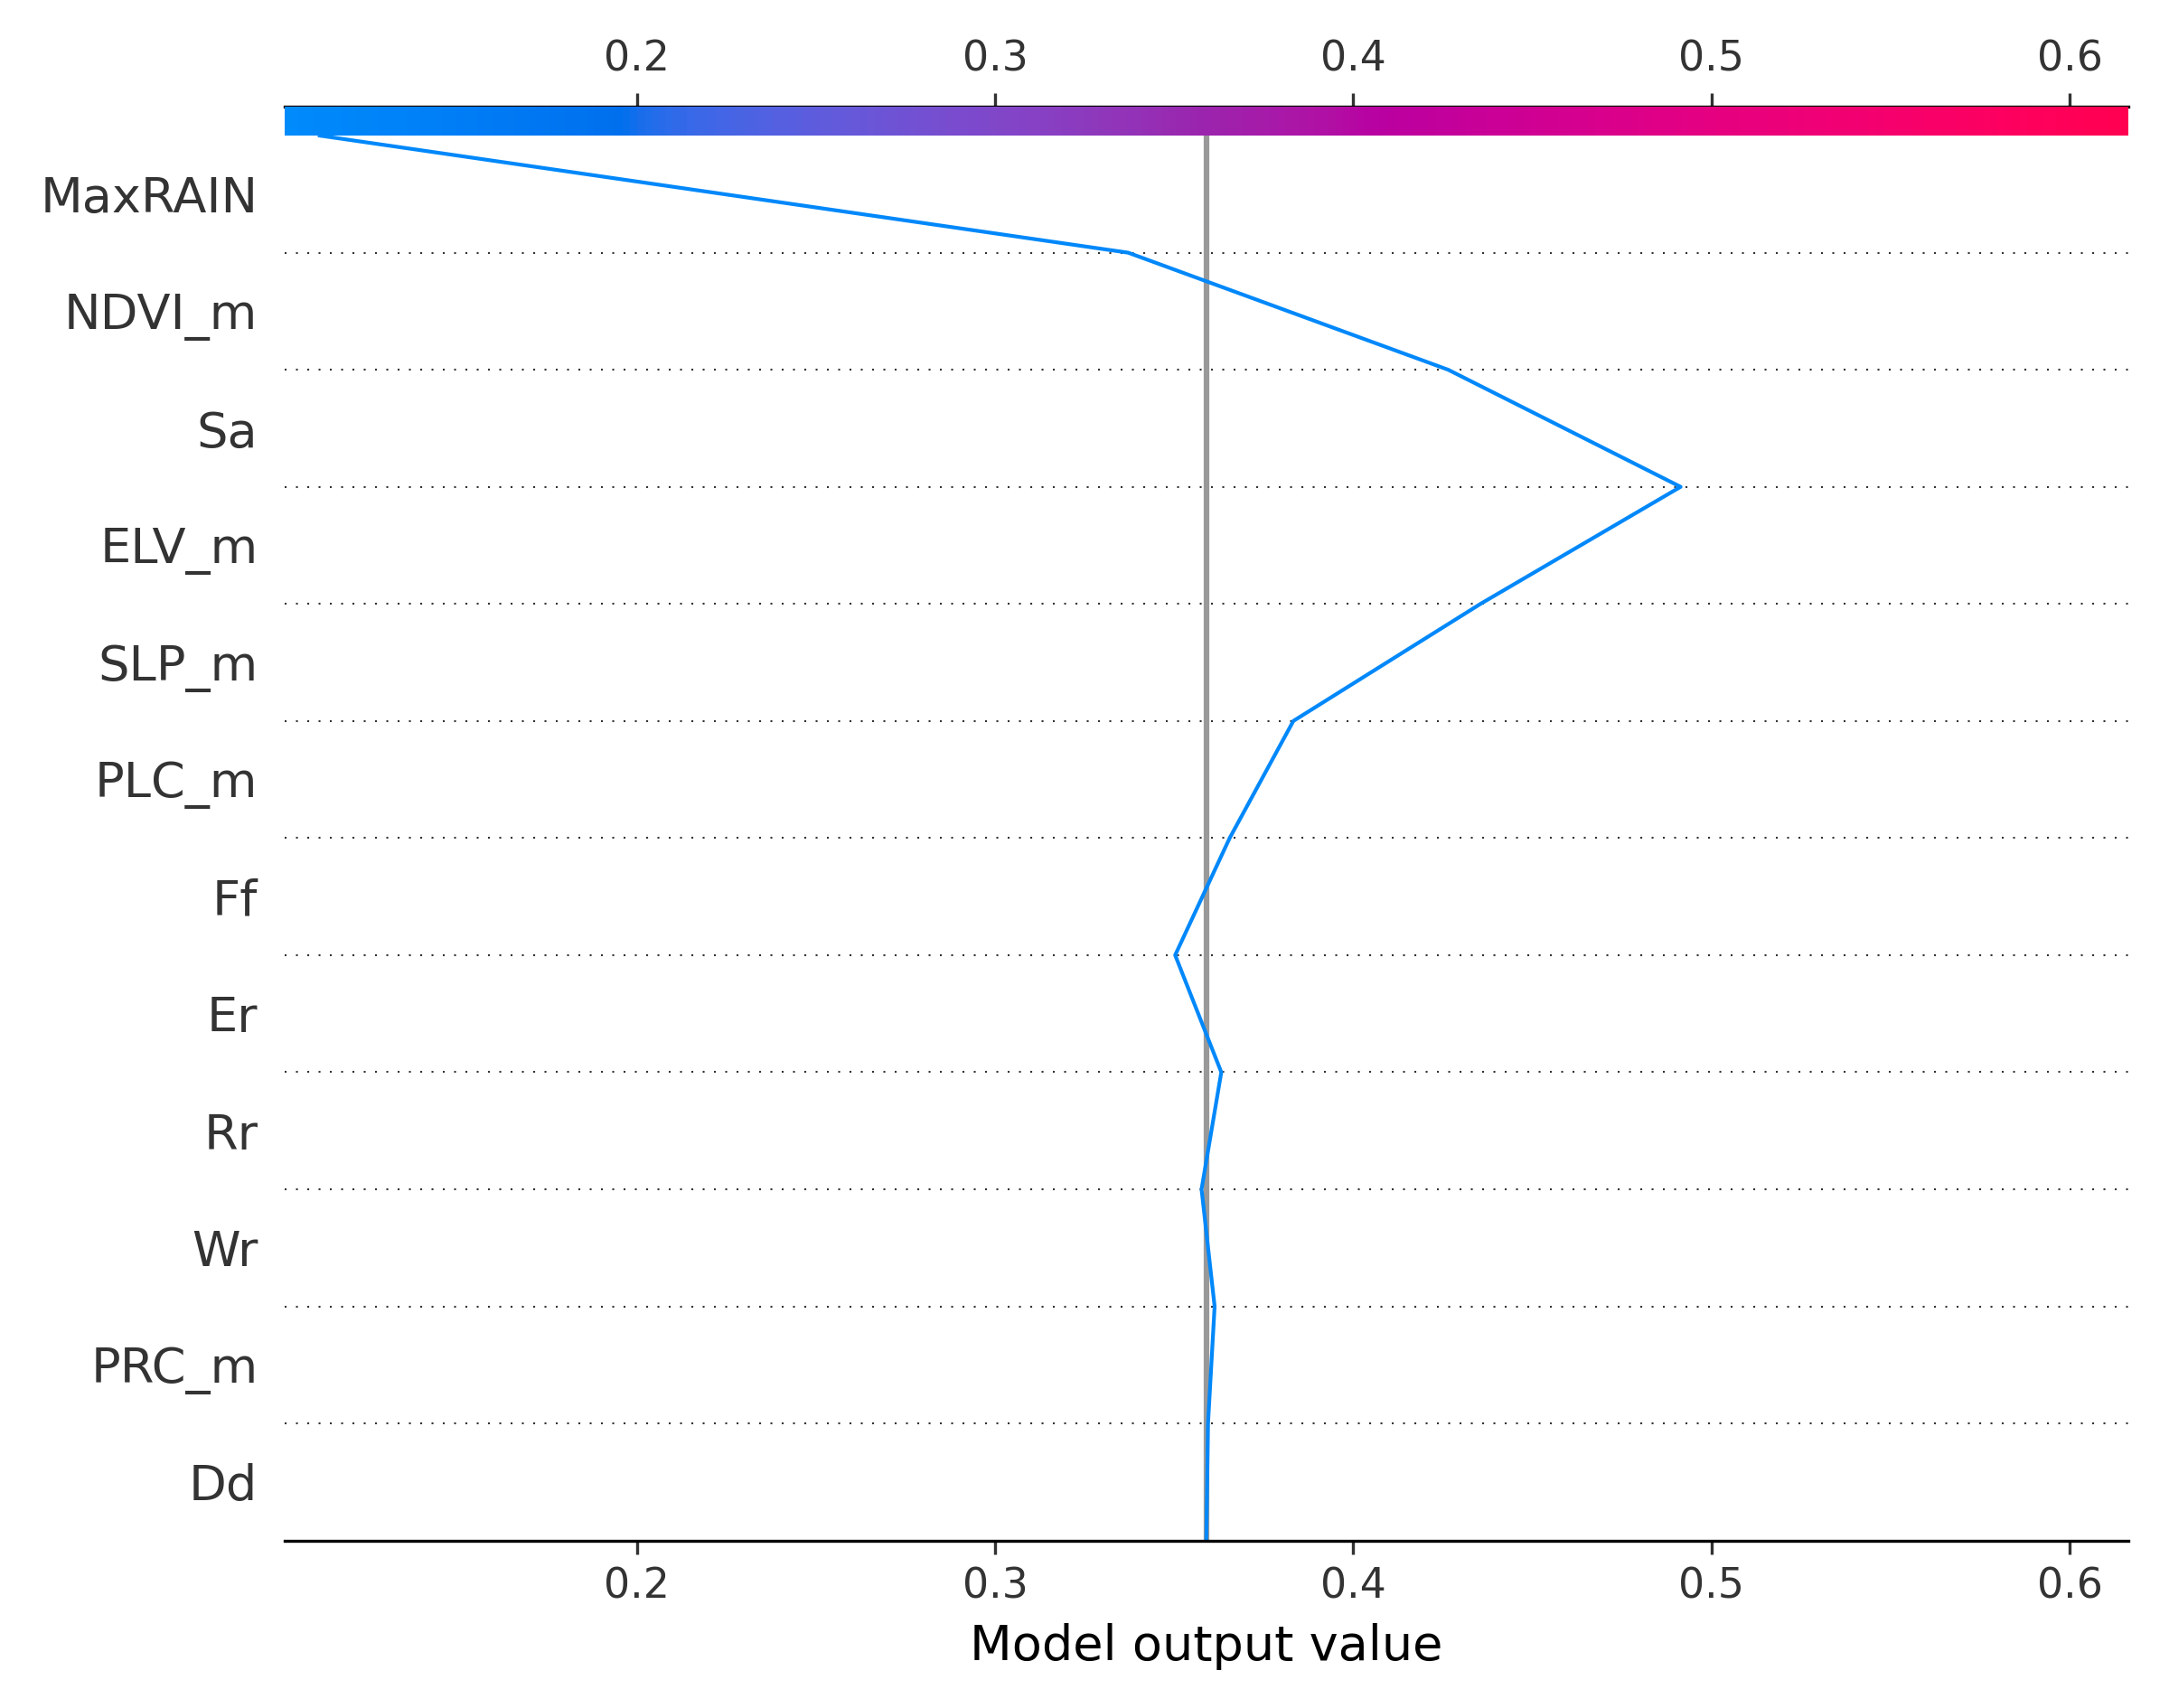 0.2 0.3 0.4 0.5 0.6
MaxRAIN
NDVI_m
Sa
ELV_m
SLP_m
PLC_m
Ff
Er
Rr
Wr
PRC_m
Dd
0.2 0.3 0.4 0.5 0.6
Model output value